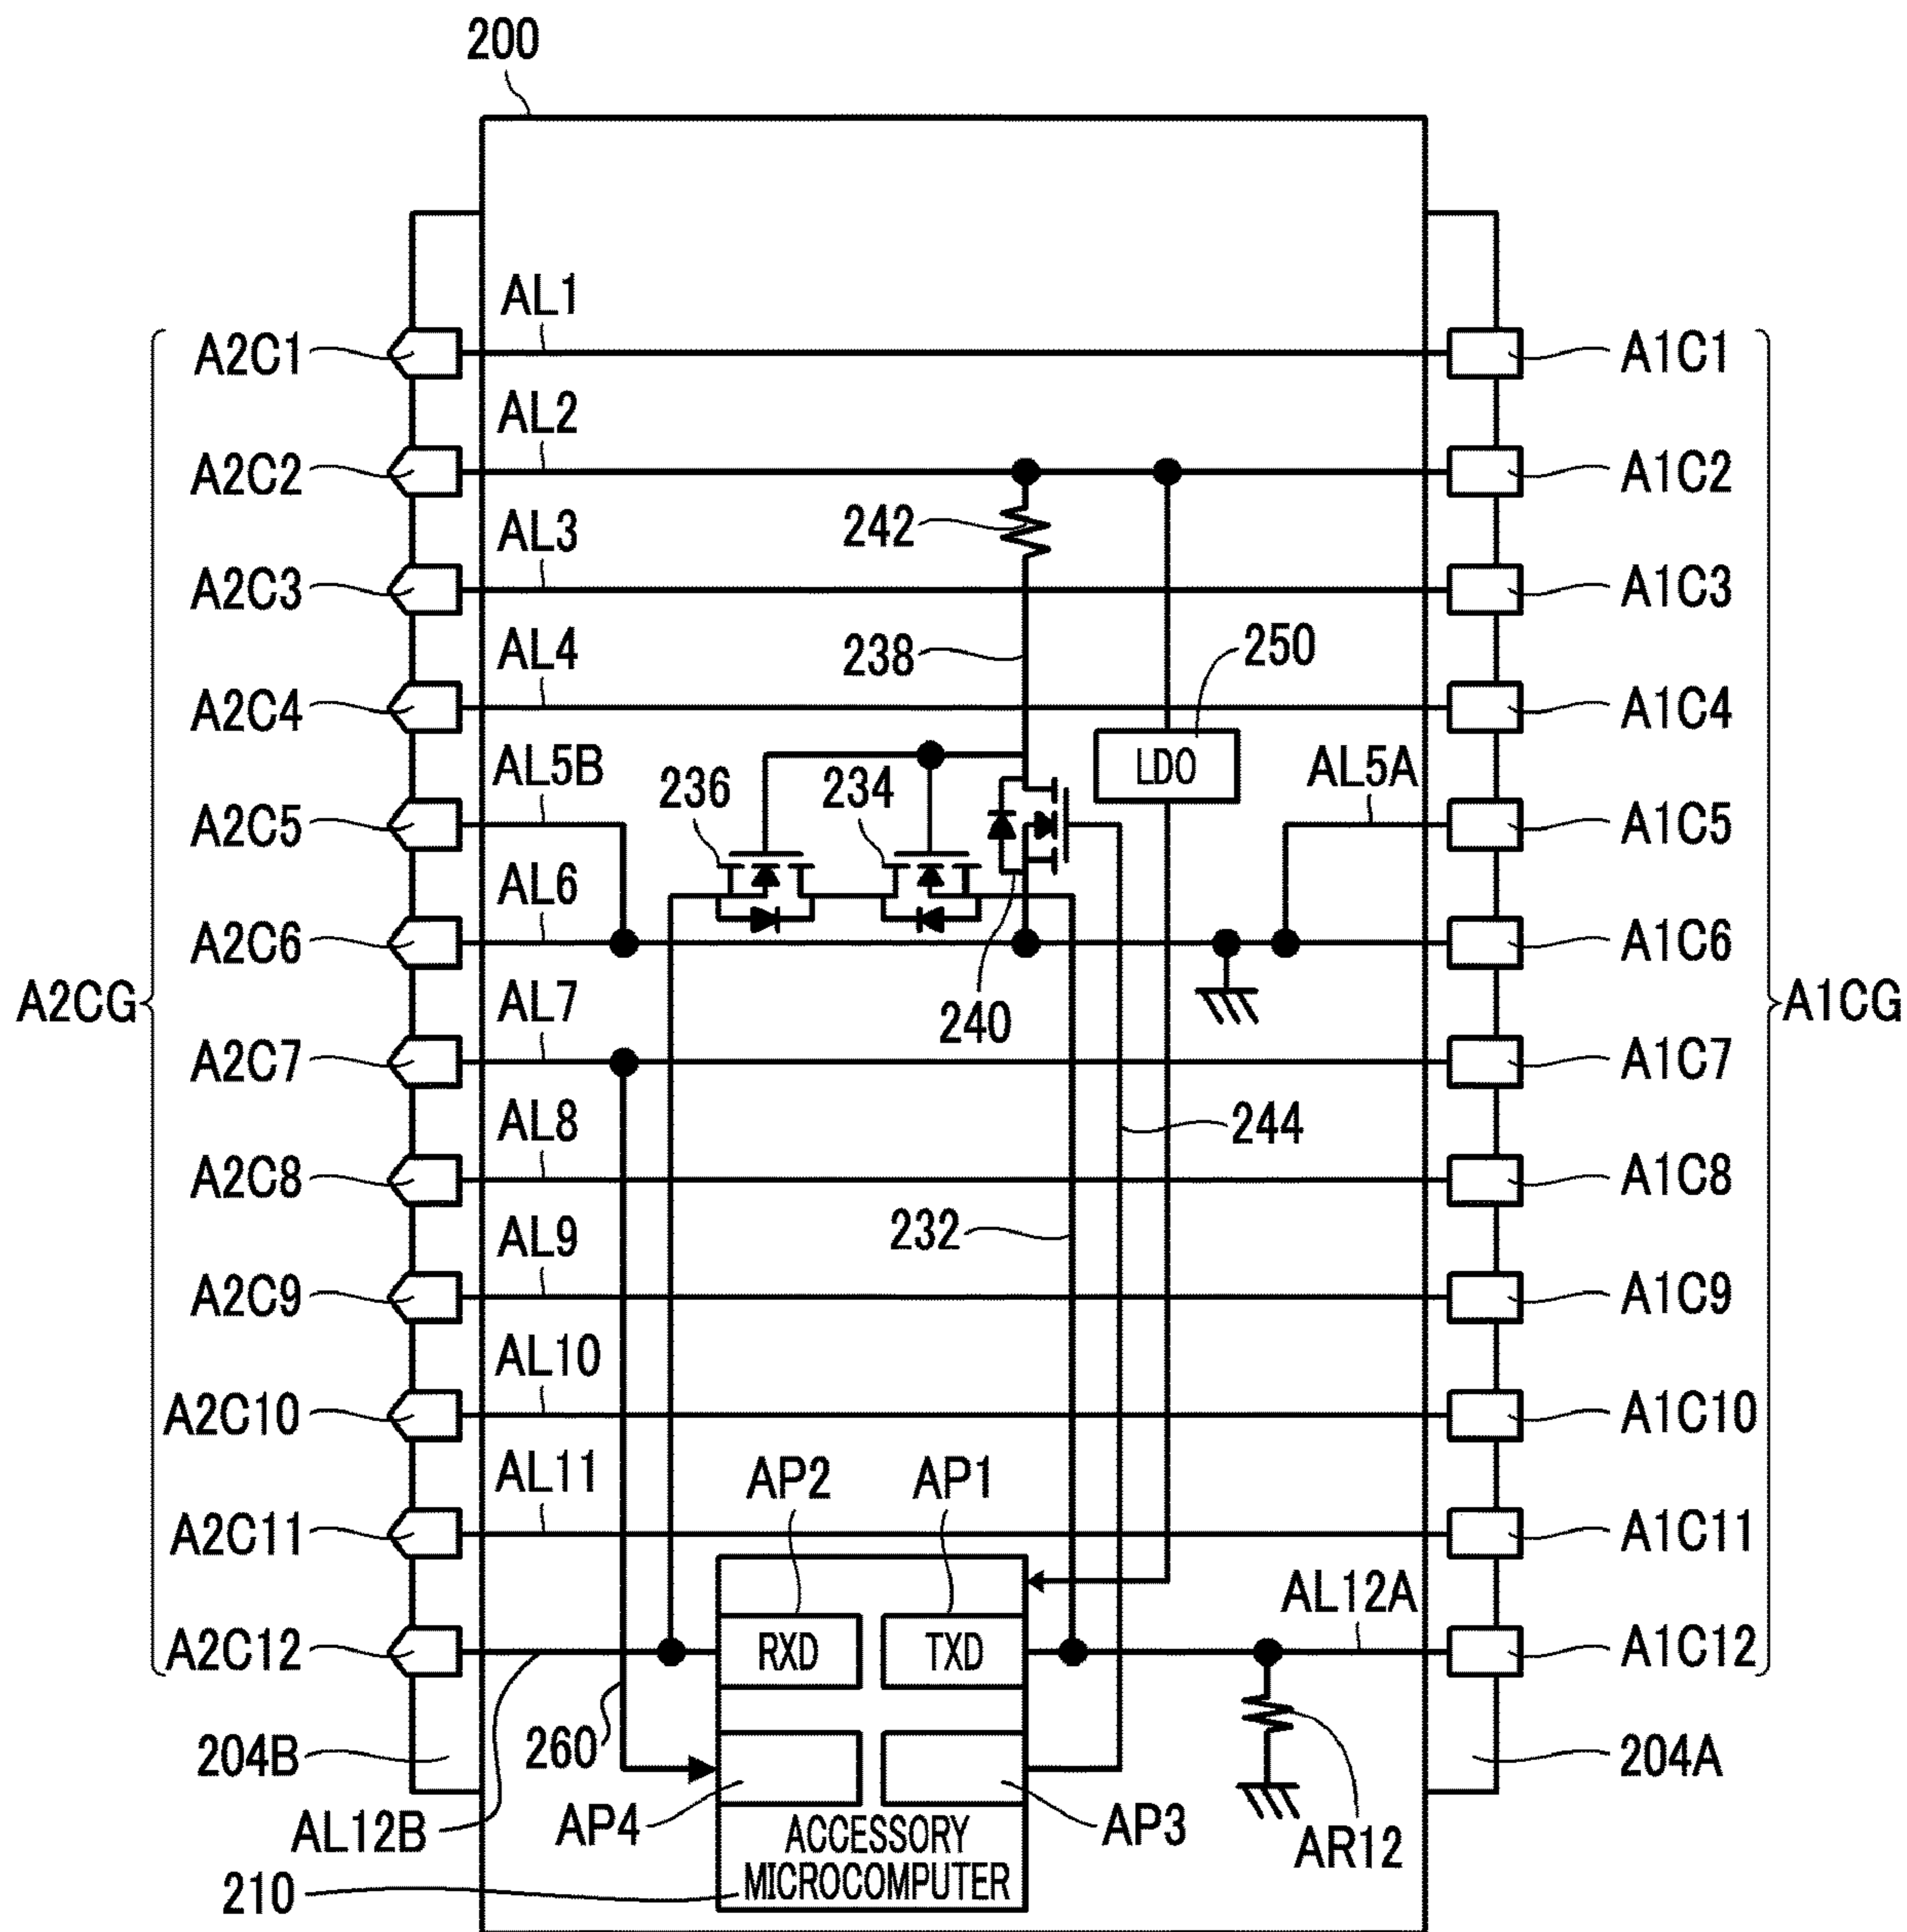 200
AL1
A2C1
A1C1
AL2
A2C2
242
A1C2
AL3
A2C3
A1C3
AL4
238
250
A2C4
A1C4
AL5B
236
234
LDO
AL5A
A2C5
A1C5
AL6
A2C6
A1C6
A2CG
AL7
240
A1CG
A2C7
A1C7
AL8
244
A2C8
A1C8
AL9
232
A2C9
A1C9
AL10
A2C10
A1C10
AL11
AP2
AP1
A2C11
A1C11
AL12A
A2C12
RXD
TXD
A1C12
204B
260
204A
AL12B
AP4
ACCESSORY
MICROCOMPUTER
AP3
AR12
210